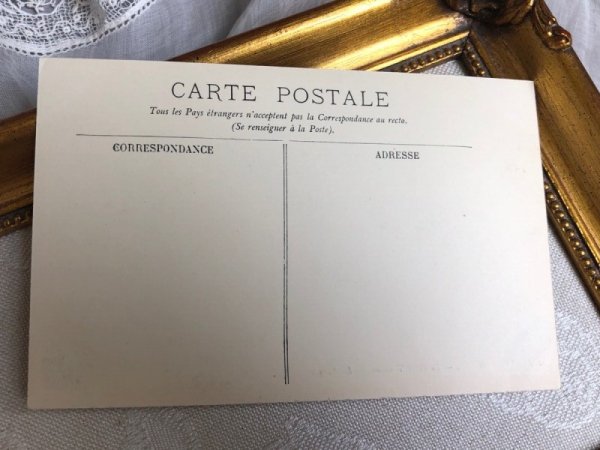 CARTE POSTALE
Tous les Pays étrangers n'acceptent pas la Correspondance au recto.
(Se renseigner à la Poste).
CORRESPONDANCE
ADRESSE